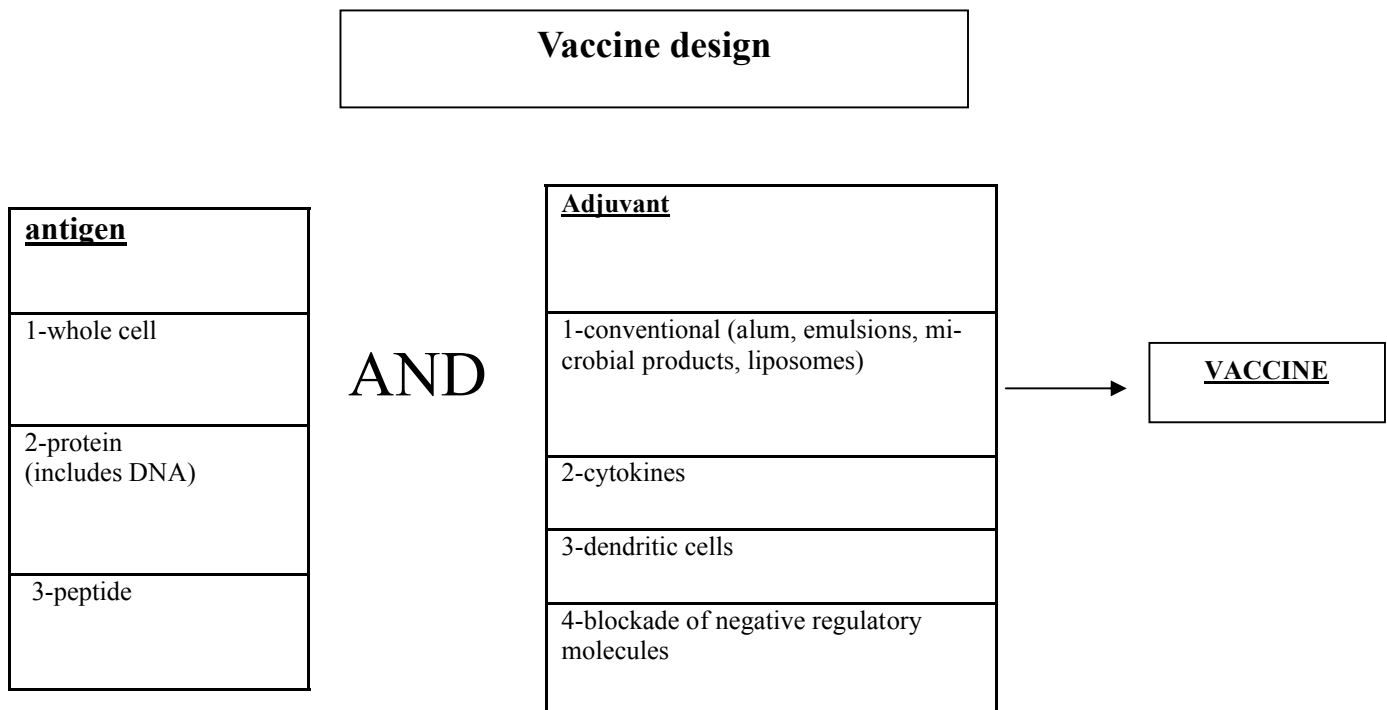 Vaccine design
antigen
1-whole cell
2-protein
(includes DNA)
3-peptide
AND
Adjuvant
1-conventional (alum, emulsions, mi-
crobial products, liposomes)
2-cytokines
3-dendritic cells
4-blockade of negative regulatory
molecules
VACCINE